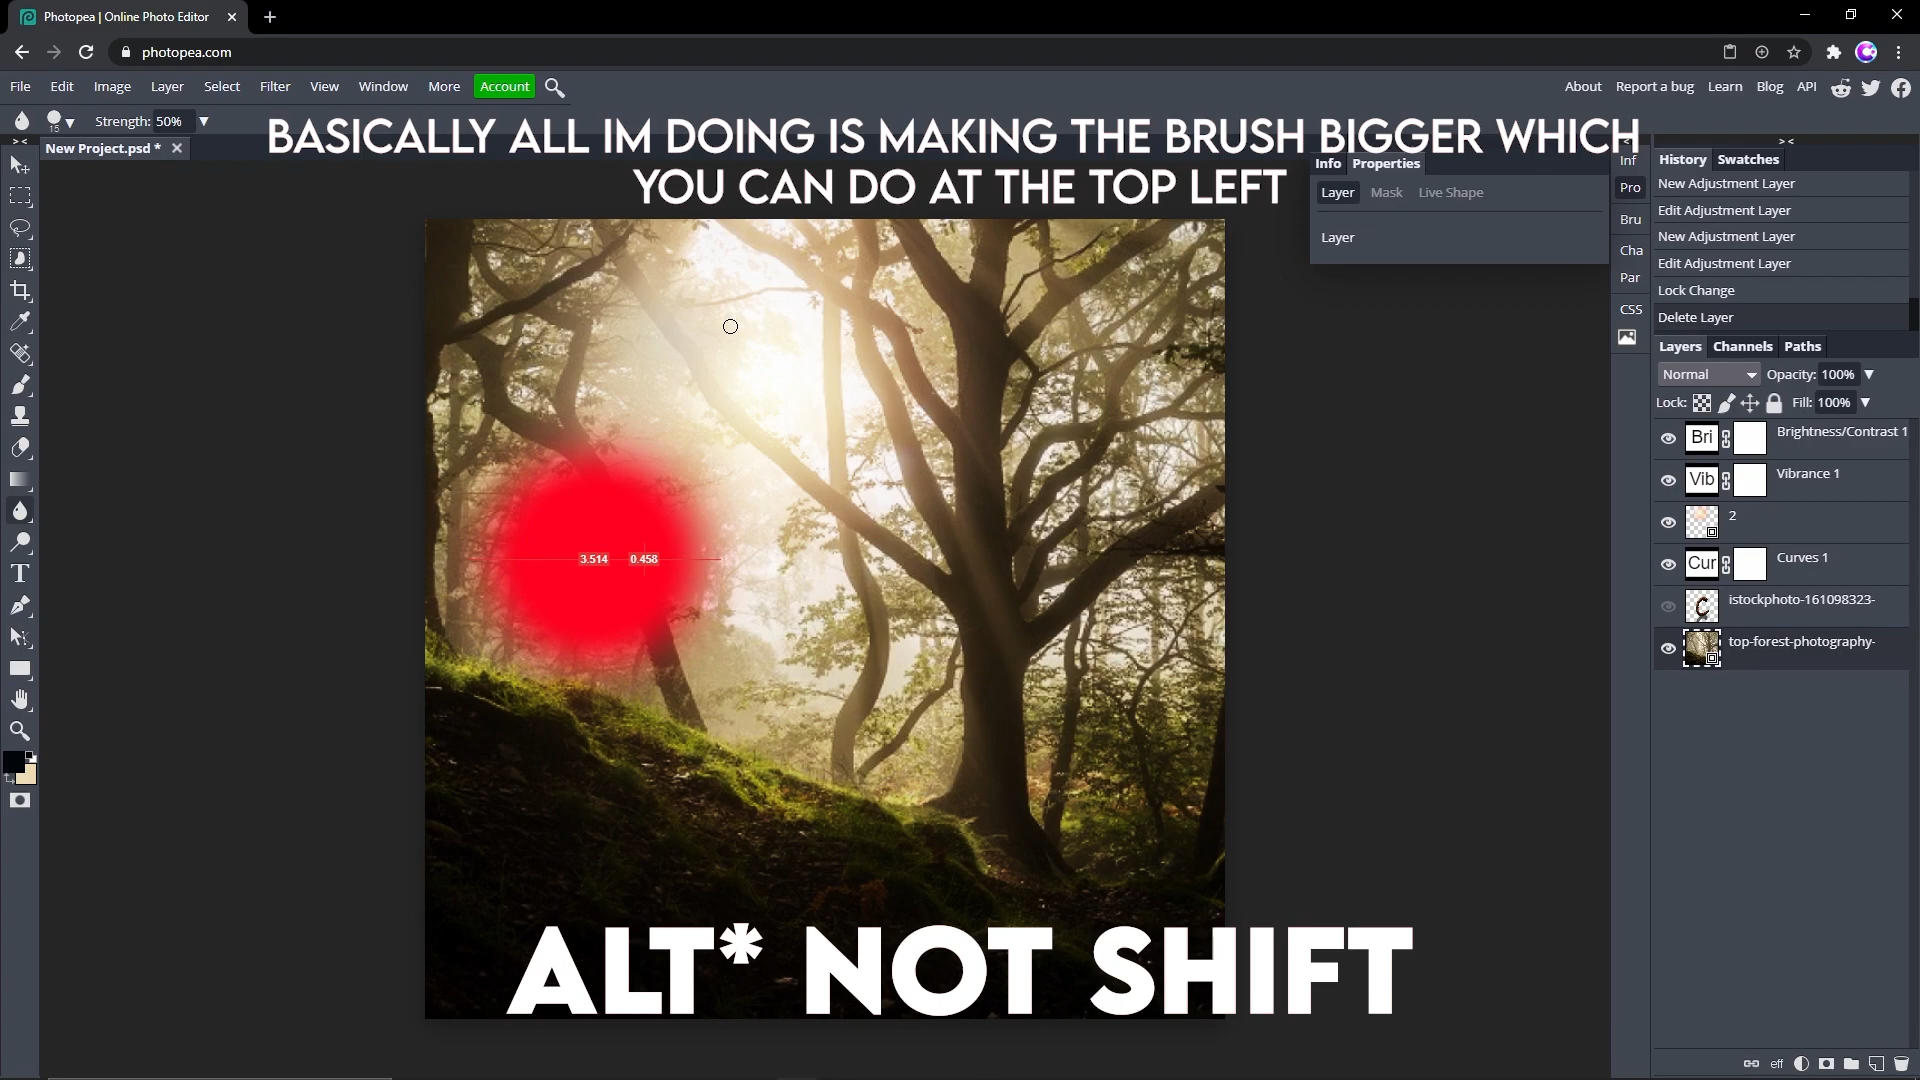 Photopea | Online Photo Editor
photopea.com
File Edit Image Layer Select Filter View Window More Account
About Report a bug Learn Blog API
15 Strength: 50%
BASICALLY ALL IM DOING IS MAKING THE BRUSH BIGGER WHICH
YOU CAN DO AT THE TOP LEFT
New Project.psd *
Info Properties
Layer Mask Live Shape
Layer
Inf
Pro
Bru
Cha
Par
CSS
History Swatches
New Adjustment Layer
Edit Adjustment Layer
New Adjustment Layer
Edit Adjustment Layer
Lock Change
Delete Layer
Layers Channels Paths
Normal Opacity: 100%
Lock: Fill: 100%
Bri Brightness/Contrast 1
Vib Vibrance 1
2
Cur Curves 1
istockphoto-161098323-
top-forest-photography-
3.514 0.458
T
ALT* NOT SHIFT
eff